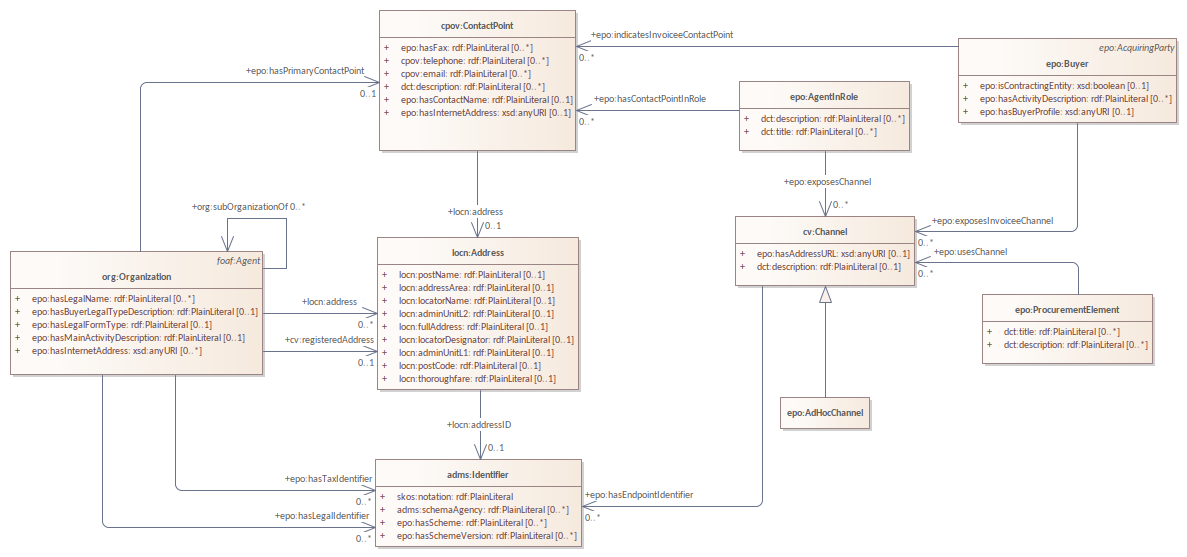 cpov:ContactPoint
+ epo:hasFax: rdf:PlainLiteral [0..*]
+ cpov:telephone: rdf:PlainLiteral [0..*]
+ cpov:email: rdf:PlainLiteral [0..*]
+ dct:description: rdf:PlainLiteral [0..*]
+ epo:hasContactName: rdf:PlainLiteral [0..1]
+ epo:hasInternetAddress: xsd:anyURI [0..1]
+epo:indicatesInvoiceeContactPoint
0..*
epo:AcquiringParty
epo:Buyer
+ epo:isContractingEntity: xsd:boolean [0..1]
+ epo:hasActivityDescription: rdf:PlainLiteral [0..*]
+ epo:hasBuyerProfile: xsd:anyURI [0..1]
+epo:hasPrimaryContactPoint
0..1
+epo:hasContactPointInRole
0..*
epo:AgentInRole
+ dct:description: rdf:PlainLiteral [0..*]
+ dct:title: rdf:PlainLiteral [0..*]
+epo:exposesChannel
0..*
+locn:address
0..1
+org:subOrganizationOf 0..*
cv:Channel
+ epo:hasAddressURL: xsd:anyURI [0..1]
+ dct:description: rdf:PlainLiteral [0..1]
+epo:exposesInvoiceeChannel
0..*
+epo:usesChannel
0..*
foaf:Agent
org:Organization
+ epo:hasLegalName: rdf:PlainLiteral [0..*]
+ epo:hasBuyerLegalTypeDescription: rdf:PlainLiteral [0..1]
+ epo:hasLegalFormType: rdf:PlainLiteral [0..1]
+ epo:hasMainActivityDescription: rdf:PlainLiteral [0..1]
+ epo:hasInternetAddress: xsd:anyURI [0..*]
+locn:address
0..*
+cv:registeredAddress
0..1
locn:Address
+ locn:postName: rdf:PlainLiteral [0..1]
+ locn:addressArea: rdf:PlainLiteral [0..1]
+ locn:locatorName: rdf:PlainLiteral [0..1]
+ locn:adminUnitL2: rdf:PlainLiteral [0..1]
+ locn:fullAddress: rdf:PlainLiteral [0..1]
+ locn:locatorDesignator: rdf:PlainLiteral [0..1]
+ locn:adminUnitL1: rdf:PlainLiteral [0..1]
+ locn:postCode: rdf:PlainLiteral [0..1]
+ locn:thoroughfare: rdf:PlainLiteral [0..1]
epo:ProcurementElement
+ dct:title: rdf:PlainLiteral [0..*]
+ dct:description: rdf:PlainLiteral [0..*]
epo:AdHocChannel
+locn:addressID
0..1
+epo:hasTaxIdentifier
0..*
+epo:hasLegalIdentifier
0..*
adms:Identifier
+ skos:notation: rdf:PlainLiteral
+ adms:schemaAgency: rdf:PlainLiteral [0..*]
+ epo:hasScheme: rdf:PlainLiteral [0..*]
+ epo:hasSchemeVersion: rdf:PlainLiteral [0..*]
+epo:hasEndpointIdentifier
0..*